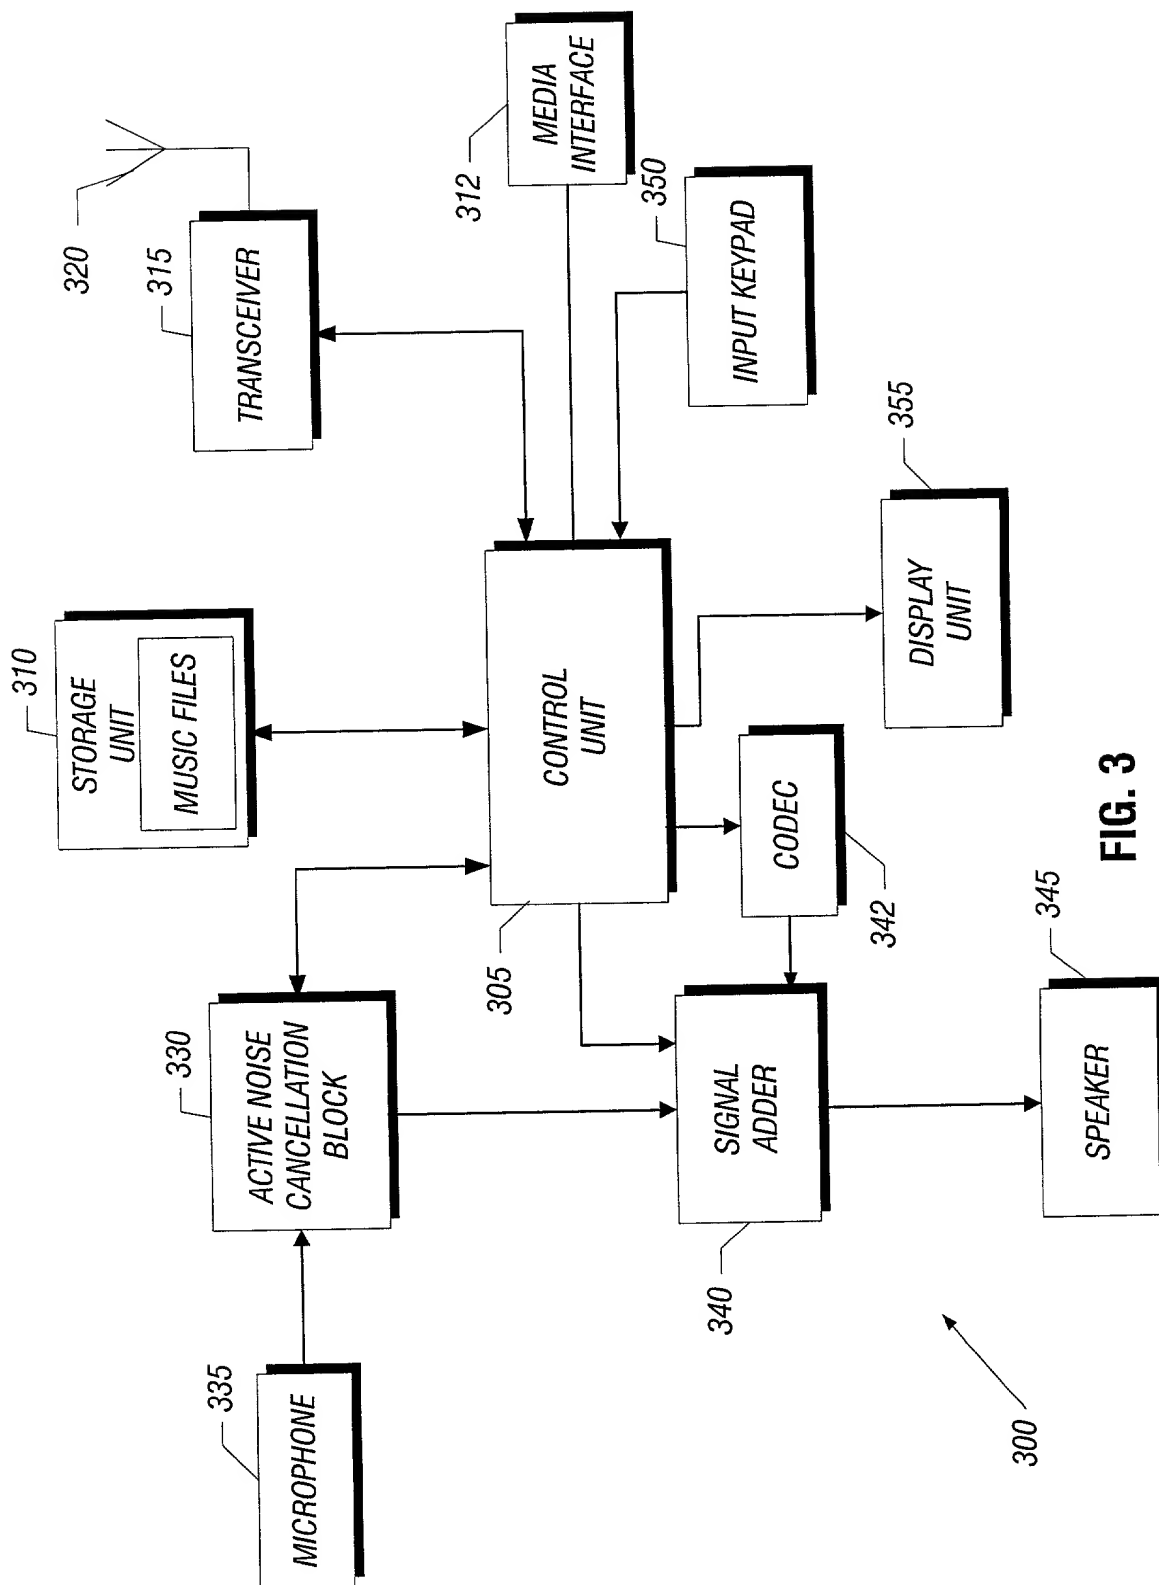 335
MICROPHONE
330
ACTIVE NOISE
CANCELLATION
BLOCK
310
STORAGE
UNIT
MUSIC FILES
320
315
TRANSCEIVER
305
CONTROL
UNIT
312
MEDIA
INTERFACE
350
INPUT KEYPAD
340
SIGNAL
ADDER
342
CODEC
355
DISPLAY
UNIT
345
SPEAKER
300
FIG. 3